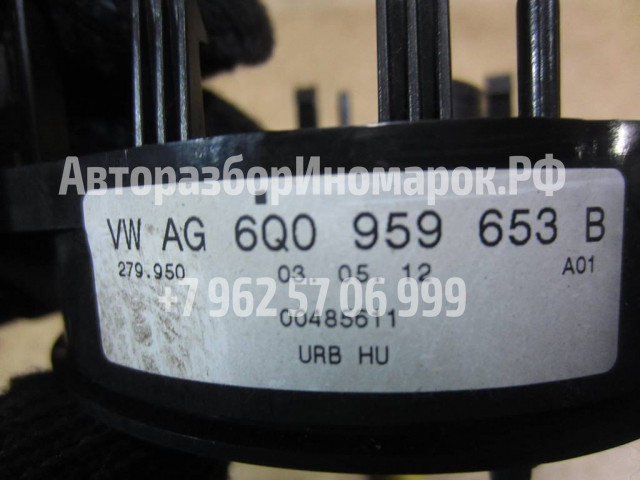 АвторазборИномарок.РФ
VW AG 6Q0 959 653 B
279.950 03 05 12 A01
+7 962 57 06 999
00485611
URB HU